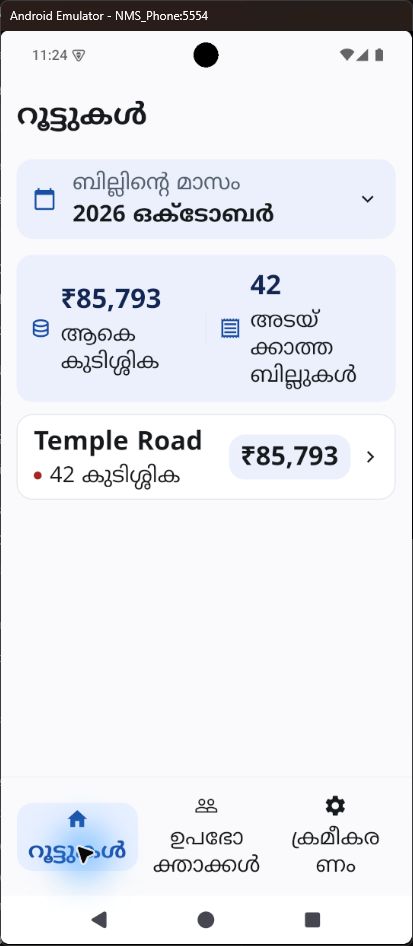 Android Emulator - NMS_Phone:5554
11:24
റൂട്ടുകൾ
ബില്ലിന്റെ മാസം
2026 ഒക്ടോബർ
₹85,793
ആകെ
കുടിശ്ശിക
42
അടയ്
ക്കാത്ത
ബില്ലുകൾ
Temple Road
42 കുടിശ്ശിക
₹85,793
റൂട്ടുകൾ
ഉപഭോ
ക്താക്കൾ
ക്രമീകര
ണം